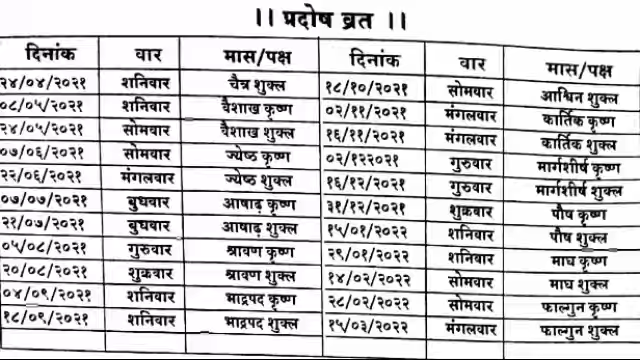 ।। प्रदोष व्रत ।।
दिनांक वार मास/पक्ष दिनांक वार मास/पक्ष
२४/०४/२०२१ शनिवार चैत्र शुक्ल १८/१०/२०२१ सोमवार आश्विन शुक्ल
०८/०५/२०२१ शनिवार वैशाख कृष्ण ०२/११/२०२१ मंगलवार कार्तिक कृष्ण
२४/०५/२०२१ सोमवार वैशाख शुक्ल १६/११/२०२१ मंगलवार कार्तिक शुक्ल
०७/०६/२०२१ सोमवार ज्येष्ठ कृष्ण ०२/१२२०२१ गुरुवार मार्गशीर्ष कृष्ण
२२/०६/२०२१ मंगलवार ज्येष्ठ शुक्ल १६/१२/२०२१ गुरुवार मार्गशीर्ष शुक्ल
०७/०७/२०२१ बुधवार आषाढ़ कृष्ण ३१/१२/२०२१ शुक्रवार पौष कृष्ण
२१/०७/२०२१ बुधवार आषाढ़ शुक्ल १५/०१/२०२२ शनिवार पौष शुक्ल
०५/०८/२०२१ गुरुवार श्रावण कृष्ण २९/०१/२०२२ शनिवार माघ कृष्ण
२०/०८/२०२१ शुक्रवार श्रावण शुक्ल १४/०२/२०२२ सोमवार माघ शुक्ल
०४/०९/२०२१ शनिवार भाद्रपद कृष्ण २८/०२/२०२२ सोमवार फाल्गुन कृष्ण
१८/०९/२०२१ शनिवार भाद्रपद शुक्ल १५/०३/२०२२ मंगलवार फाल्गुन शुक्ल